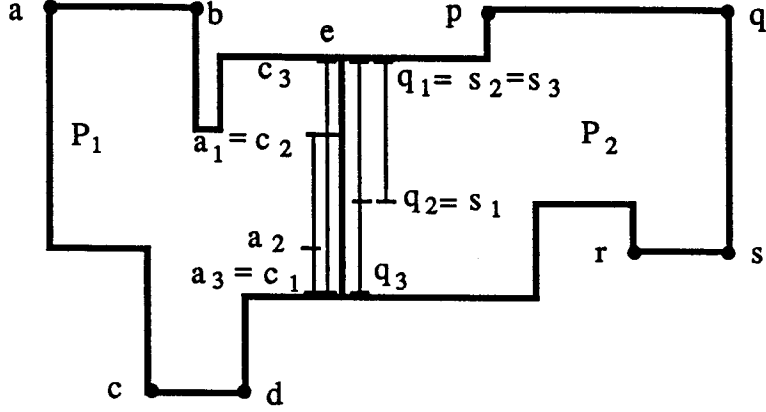 a b e p q
c₃ q₁= s₂=s₃
P₁ a₁ = c₂ P₂
q₂= s₁
a₂
a₃ = c₁ q₃ r s
c d